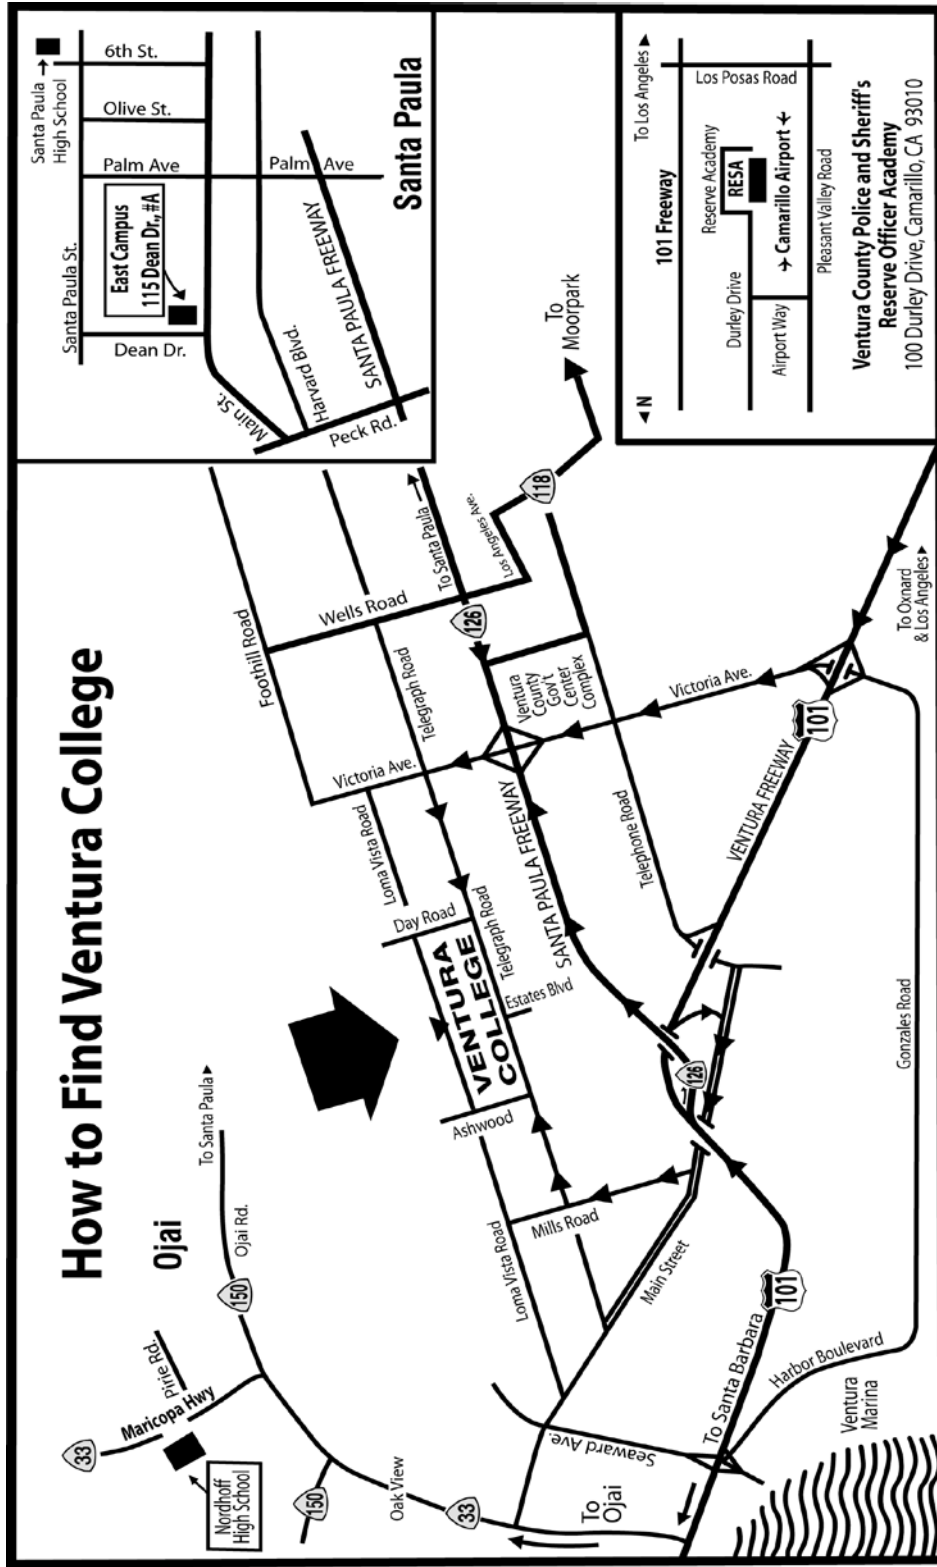 How to Find Ventura College
Ojai
33
Maricopa Hwy
Pirie Rd.
Nordhoff
High School
150
Ojai Rd.
To Santa Paula
150
Oak View
33
To
Ojai
Foothill Road
Wells Road
Telegraph Road
Victoria Ave.
Loma Vista Road
Day Road
VENTURA
COLLEGE
Telegraph Road
Estates Blvd
Ashwood
Loma Vista Road
Mills Road
Main Street
Seaward Ave.
To Santa Barbara
101
Harbor Boulevard
Ventura
Marina
Gonzales Road
126
SANTA PAULA FREEWAY
Telephone Road
VENTURA FREEWAY
101
Victoria Ave.
Ventura
County
Gov't
Center
Complex
126
To Santa Paula
Los Angeles Ave.
118
To
Moorpark
To Oxnard
& Los Angeles
Santa Paula
Santa Paula
High School
6th St.
Olive St.
Palm Ave
Palm Ave
Santa Paula St.
East Campus
115 Dean Dr., #A
Dean Dr.
Main St.
Harvard Blvd.
SANTA PAULA FREEWAY
Peck Rd.
N
101 Freeway
To Los Angeles
Los Posas Road
Reserve Academy
RESA
Durley Drive
Camarillo Airport
Airport Way
Pleasant Valley Road
Ventura County Police and Sheriff's
Reserve Officer Academy
100 Durley Drive, Camarillo, CA 93010